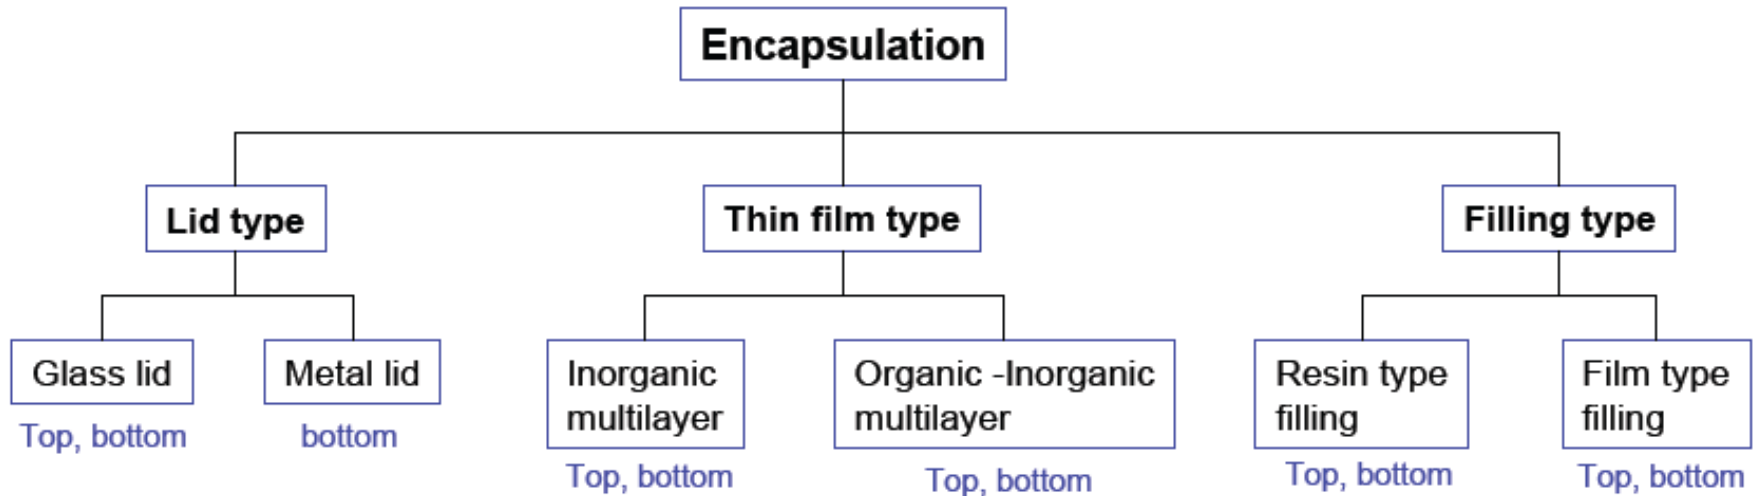 Encapsulation
Lid type
Thin film type
Filling type
Glass lid
Top, bottom
Metal lid
bottom
Inorganic
multilayer
Top, bottom
Organic -Inorganic
multilayer
Top, bottom
Resin type
filling
Top, bottom
Film type
filling
Top, bottom